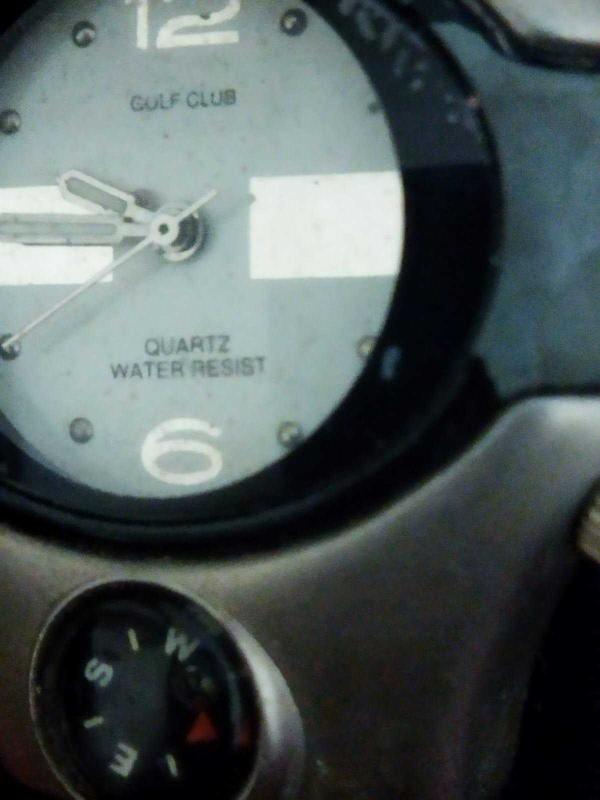 12
GOLF CLUB
QUARTZ
WATER RESIST
6
W
S
E